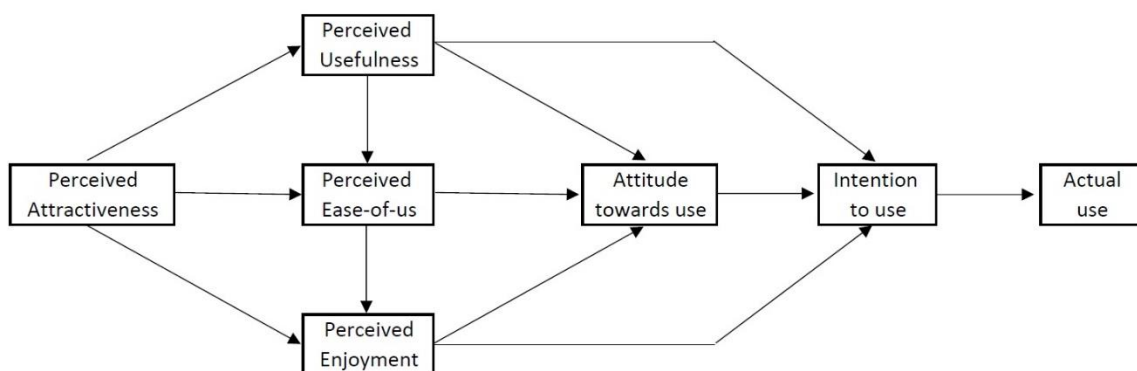 Perceived
Usefulness
Perceived
Attractiveness
Perceived
Ease-of-us
Attitude
towards use
Intention
to use
Actual
use
Perceived
Enjoyment